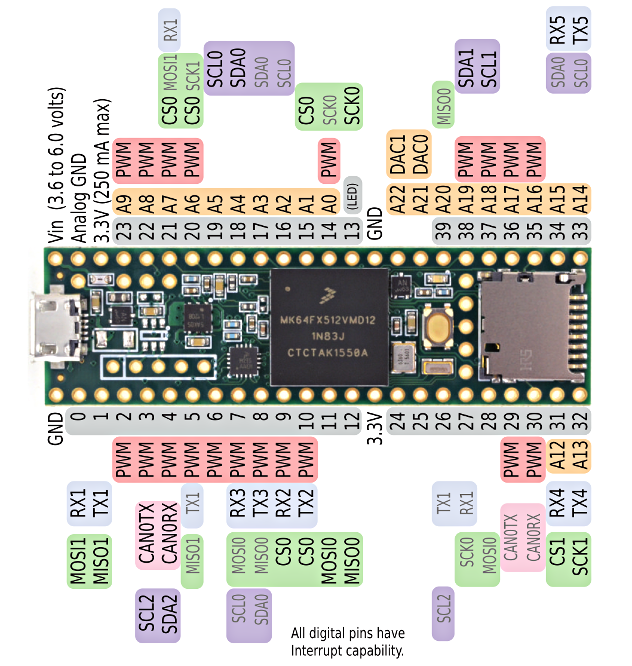 RX1
RX5
TX5
MOSI1
SCK1
CS0
CS0
SCL0
SDA0
SDA0
SCL0
CS0
SCK0
SCK0
MISO0
SDA1
SCL1
SDA0
SCL0
Vin (3.6 to 6.0 volts)
Analog GND
3.3V (250 mA max)
PWM
PWM
PWM
PWM
PWM
DAC1
DAC0
PWM
PWM
PWM
PWM
A9
A8
A7
A6
A5
A4
A3
A2
A1
A0
(LED)
GND
A22
A21
A20
A19
A18
A17
A16
A15
A14
23
22
21
20
19
18
17
16
15
14
13
39
38
37
36
35
34
33
MK64FX512VMD12
1N83J
CTCTAK1550A
GND
0
1
2
3
4
5
6
7
8
9
10
11
12
3.3V
24
25
26
27
28
29
30
31
32
PWM
PWM
PWM
PWM
PWM
PWM
PWM
PWM
PWM
PWM
PWM
A12
A13
RX1
TX1
CAN0TX
CAN0RX
TX1
RX3
TX3
RX2
TX2
TX1
RX1
CAN0TX
CAN0RX
RX4
TX4
MOSI1
MISO1
MISO1
MOSI0
MISO0
CS0
CS0
MOSI0
MISO0
SCK0
MOSI0
CS1
SCK1
SCL2
SDA2
SCL0
SDA0
SCL2
All digital pins have
Interrupt capability.